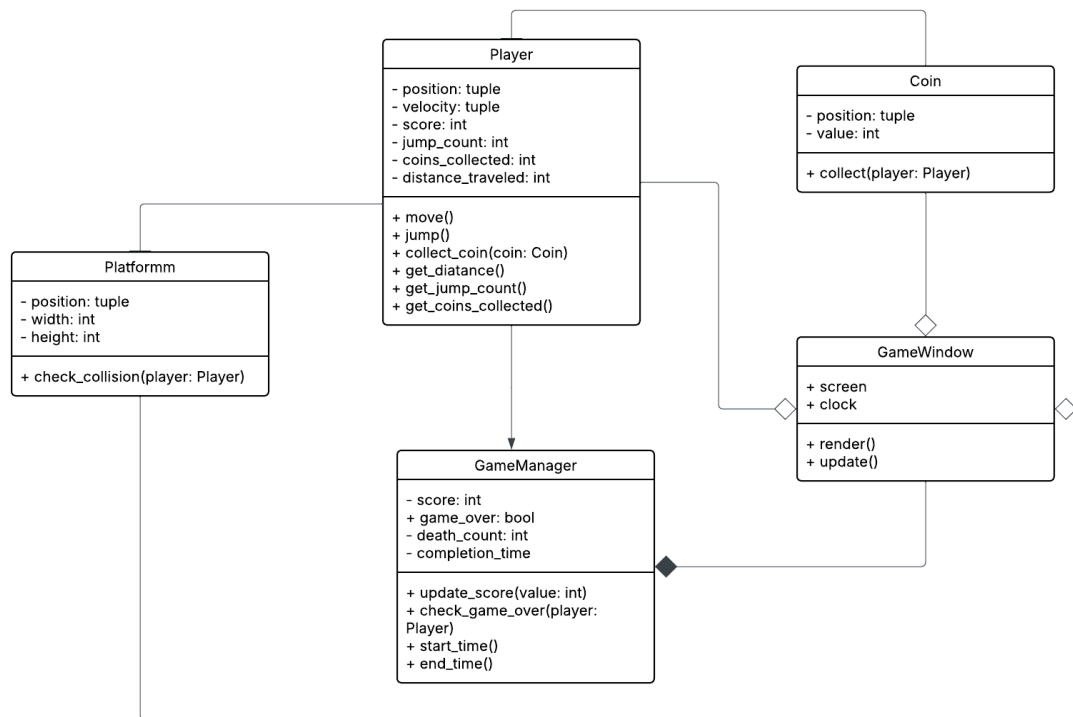 Player
- position: tuple
- velocity: tuple
- score: int
- jump_count: int
- coins_collected: int
- distance_traveled: int
+ move()
+ jump()
+ collect_coin(coin: Coin)
+ get_diatance()
+ get_jump_count()
+ get_coins_collected()
Coin
- position: tuple
- value: int
+ collect(player: Player)
Platformm
- position: tuple
- width: int
- height: int
+ check_collision(player: Player)
GameWindow
+ screen
+ clock
+ render()
+ update()
GameManager
- score: int
+ game_over: bool
- death_count: int
- completion_time
+ update_score(value: int)
+ check_game_over(player:
Player)
+ start_time()
+ end_time()